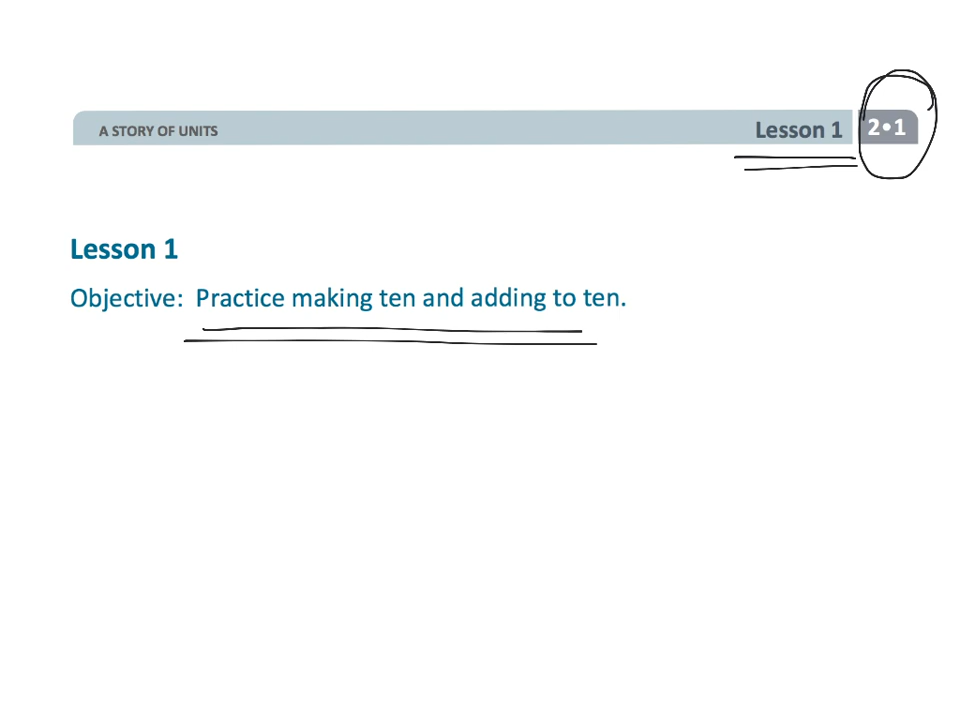 A STORY OF UNITS
Lesson 1
2•1
Lesson 1
Objective: Practice making ten and adding to ten.